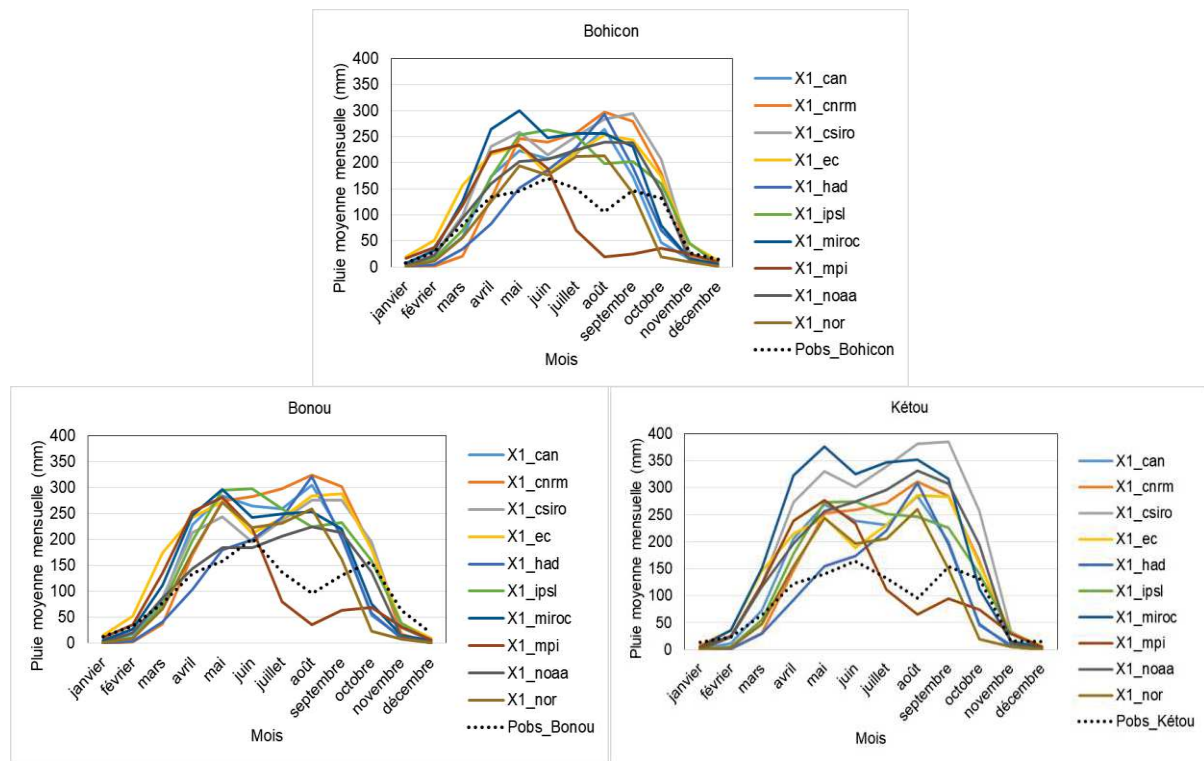 Bohicon
Pluie moyenne mensuelle (mm)
400
350
300
250
200
150
100
50
0
janvier
février
mars
avril
mai
juin
juillet
août
septembre
octobre
novembre
décembre
Mois
X1_can
X1_cnrm
X1_csiro
X1_ec
X1_had
X1_ipsl
X1_miroc
X1_mpi
X1_noaa
X1_nor
Pobs_Bohicon
Bonou
Pluie moyenne mensuelle (mm)
400
350
300
250
200
150
100
50
0
janvier
février
mars
avril
mai
juin
juillet
août
septembre
octobre
novembre
décembre
Mois
X1_can
X1_cnrm
X1_csiro
X1_ec
X1_had
X1_ipsl
X1_miroc
X1_mpi
X1_noaa
X1_nor
Pobs_Bonou
Kétou
Pluie moyenne mensuelle (mm)
400
350
300
250
200
150
100
50
0
janvier
février
mars
avril
mai
juin
juillet
août
septembre
octobre
novembre
décembre
Mois
X1_can
X1_cnrm
X1_csiro
X1_ec
X1_had
X1_ipsl
X1_miroc
X1_mpi
X1_noaa
X1_nor
Pobs_Kétou